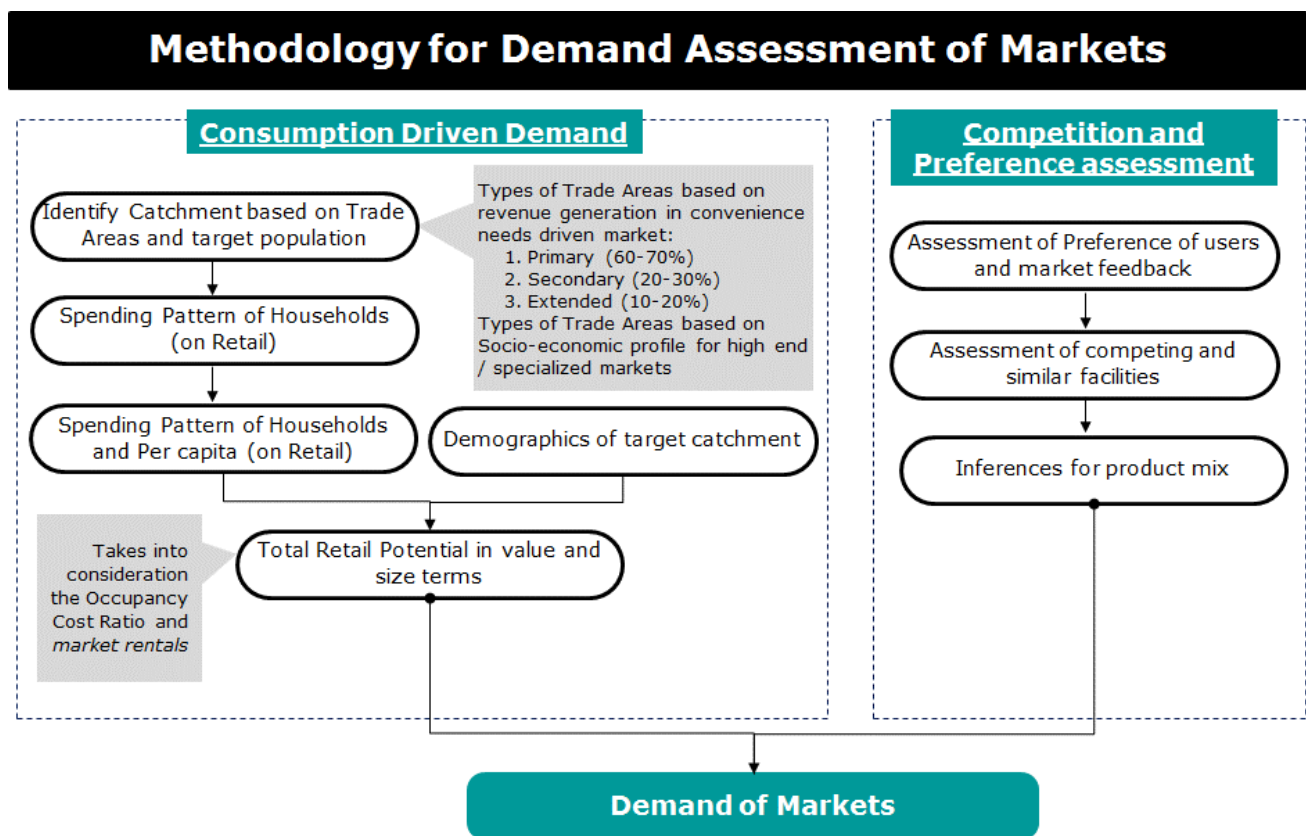 Methodology for Demand Assessment of Markets
Consumption Driven Demand
Identify Catchment based on Trade
Areas and target population
Types of Trade Areas based on
revenue generation in convenience
needs driven market:
1. Primary (60-70%)
2. Secondary (20-30%)
3. Extended (10-20%)
Types of Trade Areas based on
Socio-economic profile for high end
/ specialized markets
Spending Pattern of Households
(on Retail)
Spending Pattern of Households
and Per capita (on Retail)
Demographics of target catchment
Takes into
consideration
the Occupancy
Cost Ratio and
market rentals
Total Retail Potential in value and
size terms
Competition and
Preference assessment
Assessment of Preference of users
and market feedback
Assessment of competing and
similar facilities
Inferences for product mix
Demand of Markets